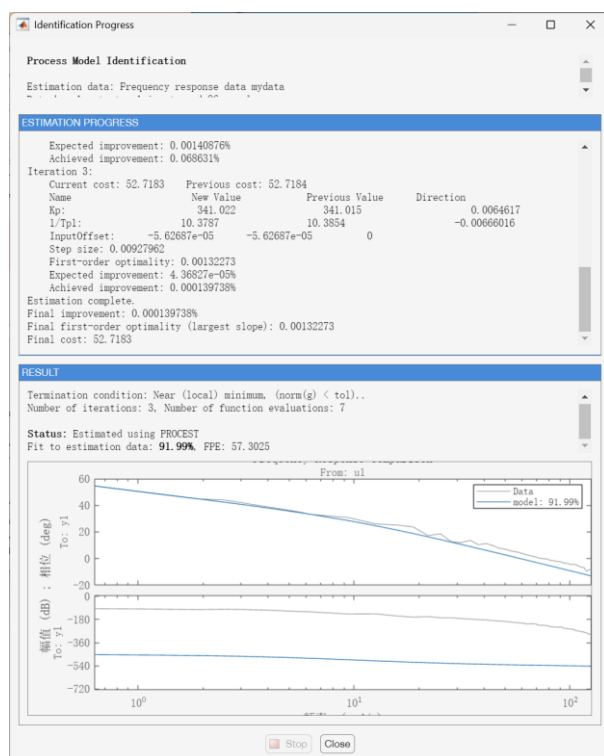 Identification Progress
Process Model Identification
Estimation data: Frequency response data mydata
ESTIMATION PROGRESS
Expected improvement: 0.00140876%
Achieved improvement: 0.068631%
Iteration 3:
Current cost: 52.7183 Previous cost: 52.7184
Name New Value Previous Value Direction
Kp: 341.022 341.015 0.0064617
1/Tp1: 10.3787 10.3854 -0.00666016
InputOffset: -5.62687e-05 -5.62687e-05 0
Step size: 0.00927962
First-order optimality: 0.00132273
Expected improvement: 4.36827e-05%
Achieved improvement: 0.000139738%
Estimation complete.
Final improvement: 0.000139738%
Final first-order optimality (largest slope): 0.00132273
Final cost: 52.7183
RESULT
Termination condition: Near (local) minimum, (norm(g) < tol)..
Number of iterations: 3, Number of function evaluations: 7
Status: Estimated using PROCEST
Fit to estimation data: 91.99%, FPE: 57.3025
From: u1
Data
model: 91.99%
60
40
20
0
-20
幅值 (dB) ; 相位 (deg)
To: y1
To: y1
0
-180
-360
-540
-720
10^0
10^1
10^2
Stop
Close